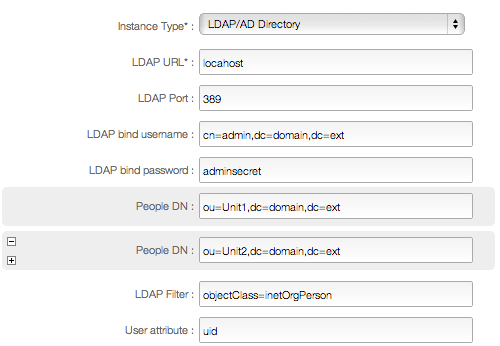 Instance Type* : LDAP/AD Directory
LDAP URL* : locahost
LDAP Port : 389
LDAP bind username : cn=admin,dc=domain,dc=ext
LDAP bind password : adminsecret
People DN : ou=Unit1,dc=domain,dc=ext
People DN : ou=Unit2,dc=domain,dc=ext
LDAP Filter : objectClass=inetOrgPerson
User attribute : uid